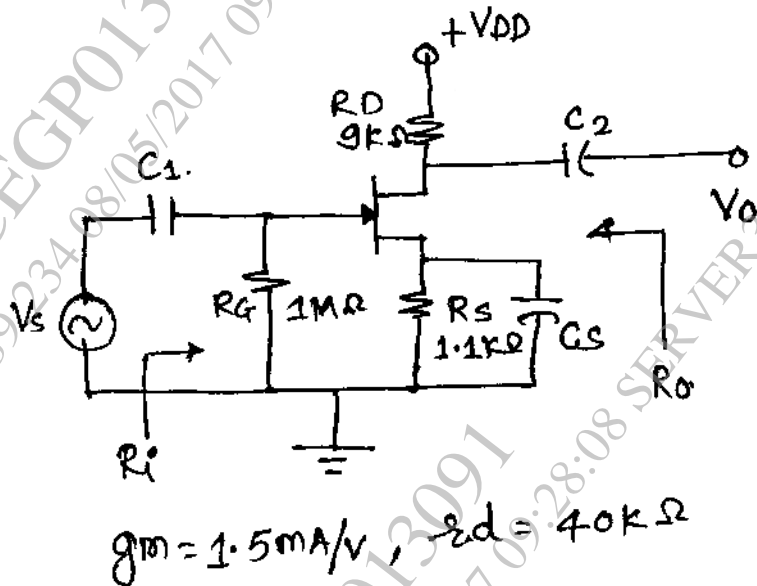 +VDD
RD
9kΩ
C2
C1.
Vo
Vs
RG 1MΩ
Rs
1.1kΩ
Cs
Ro
Ri
gm = 1.5mA/V, rd = 40kΩ